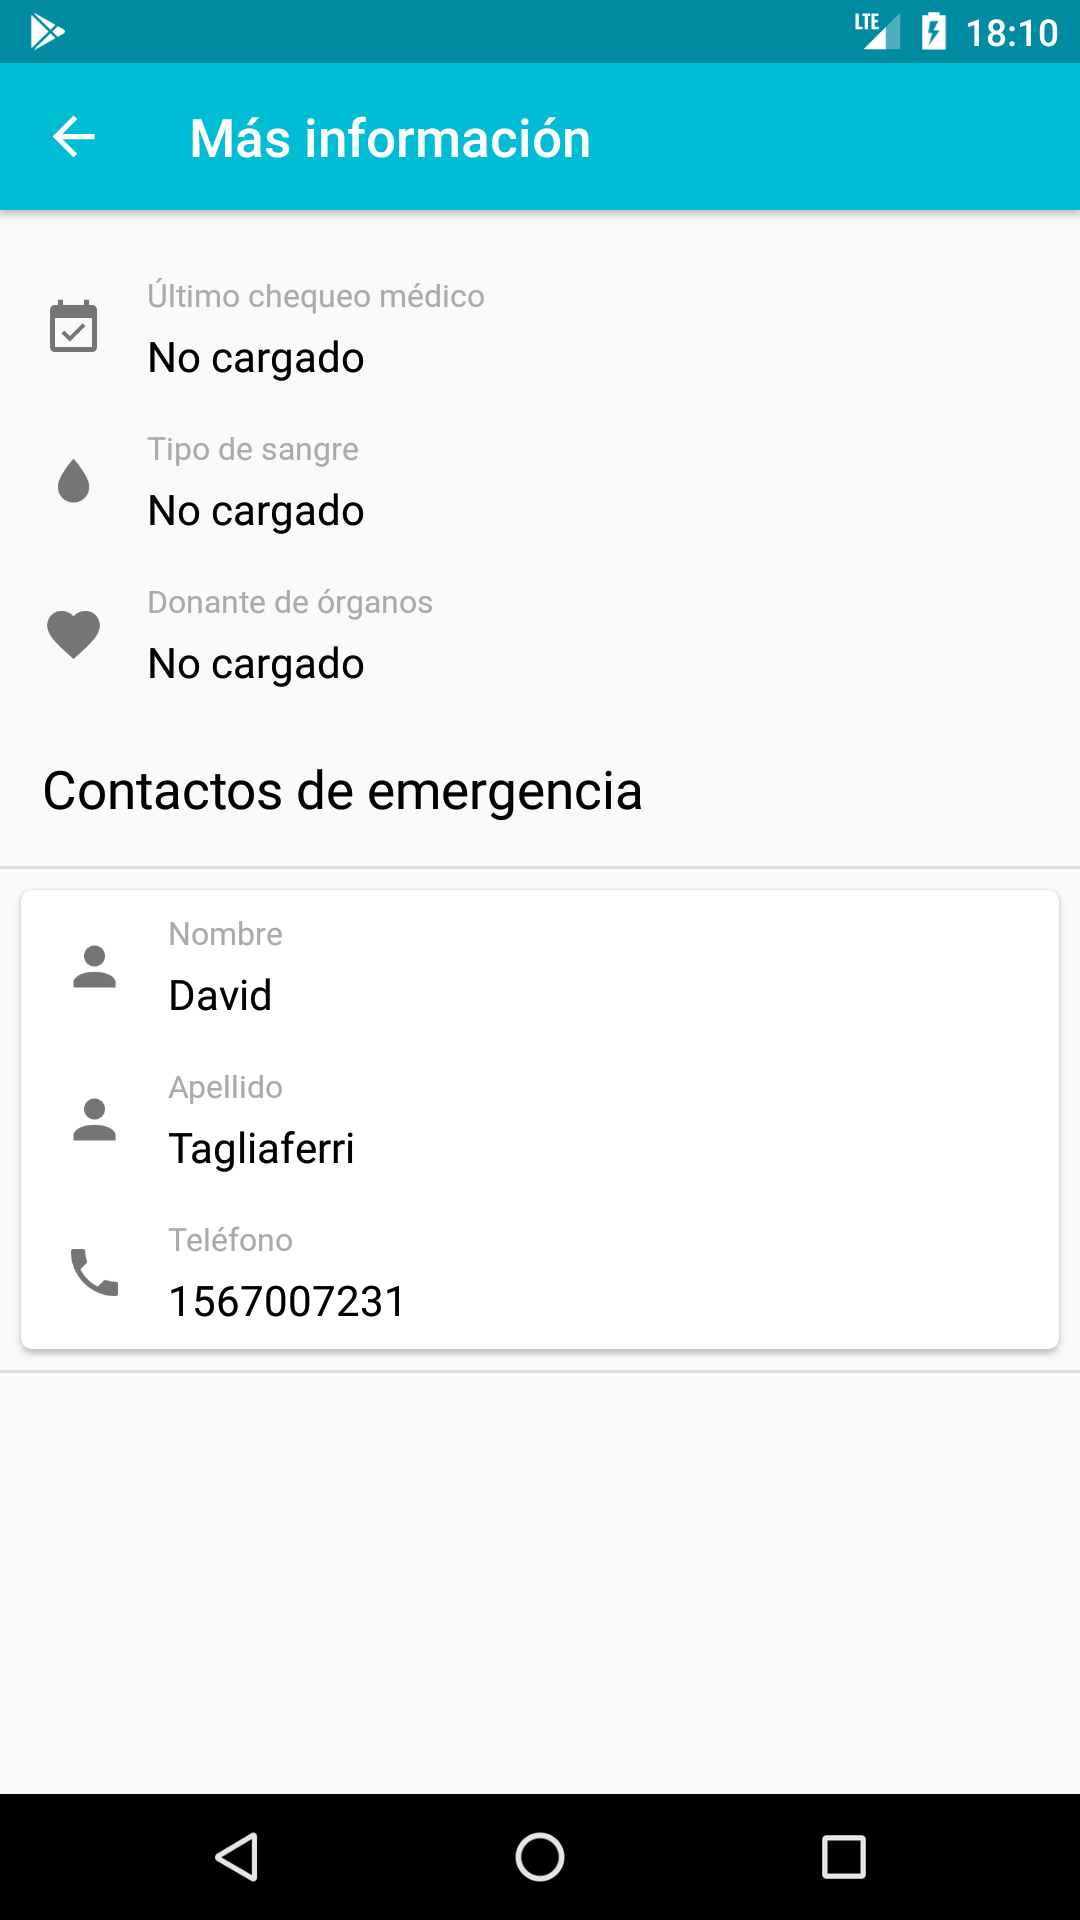 LTE 18:10
Más información
Último chequeo médico
No cargado
Tipo de sangre
No cargado
Donante de órganos
No cargado
Contactos de emergencia
Nombre
David
Apellido
Tagliaferri
Teléfono
1567007231